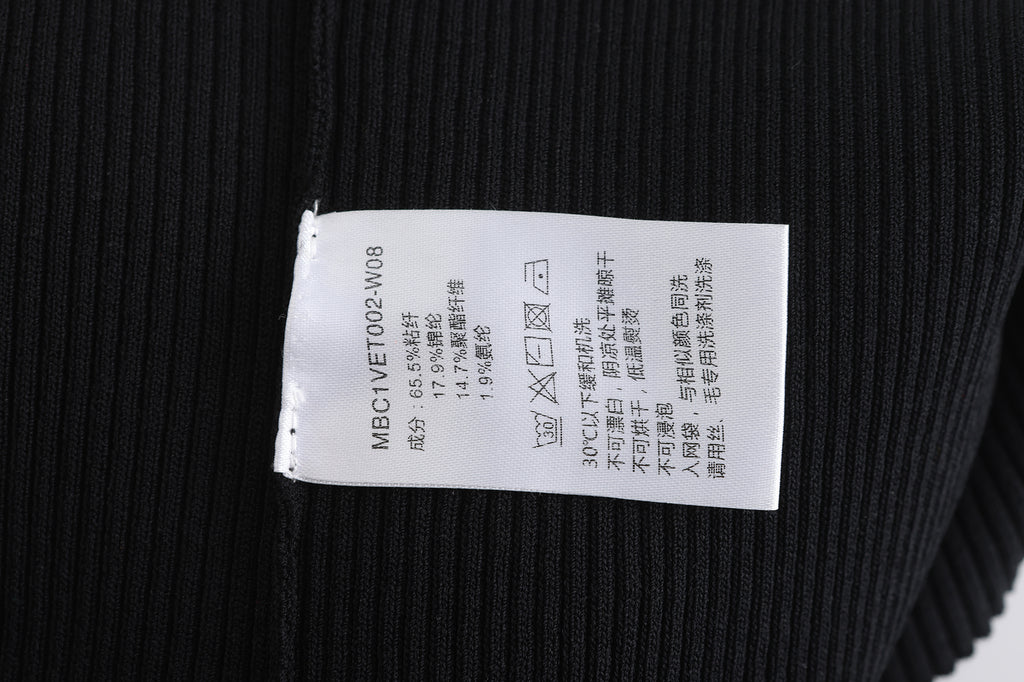 MBC1VET002-W08
成分：65.5%粘纤
17.9%锦纶
14.7%聚酯纤维
1.9%氨纶
30
30℃以下缓和机洗
不可漂白，阴凉处平摊晾干
不可烘干，低温熨烫
不可浸泡
入网袋，与相似颜色同洗
请用丝、毛专用洗涤剂洗涤